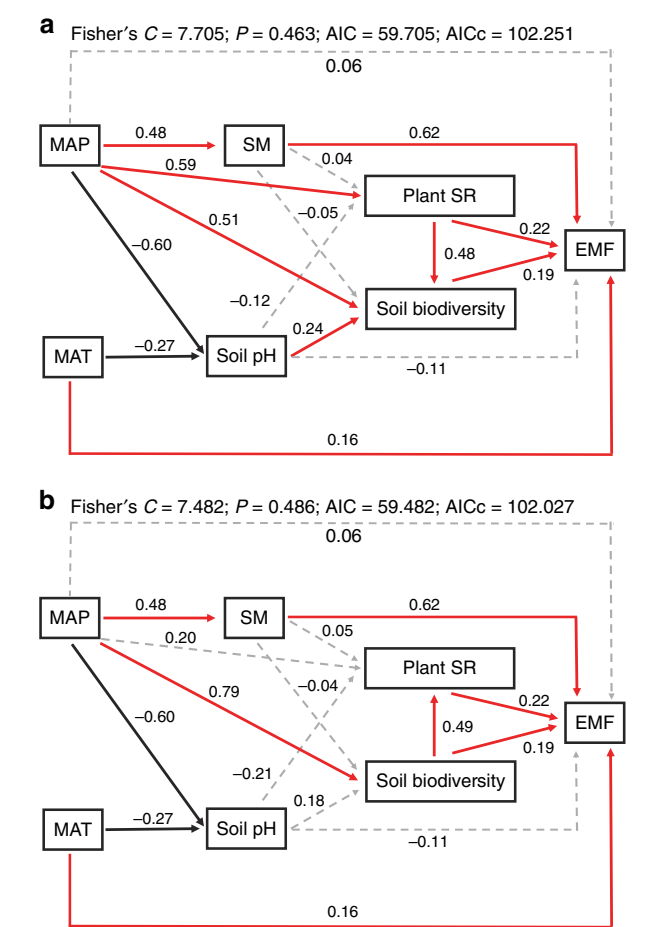 a
Fisher′s C = 7.705; P = 0.463; AIC = 59.705; AICc = 102.251
0.06
MAP
0.48
SM
0.62
0.04
0.59
Plant SR
–0.05
0.51
0.22
EMF
–0.60
0.48
0.19
–0.12
Soil biodiversity
0.24
MAT
–0.27
Soil pH
–0.11
0.16
b
Fisher′s C = 7.482; P = 0.486; AIC = 59.482; AICc = 102.027
0.06
MAP
0.48
SM
0.62
0.05
0.20
Plant SR
–0.04
0.79
0.22
EMF
–0.60
0.49
0.19
–0.21
Soil biodiversity
0.18
MAT
–0.27
Soil pH
–0.11
0.16